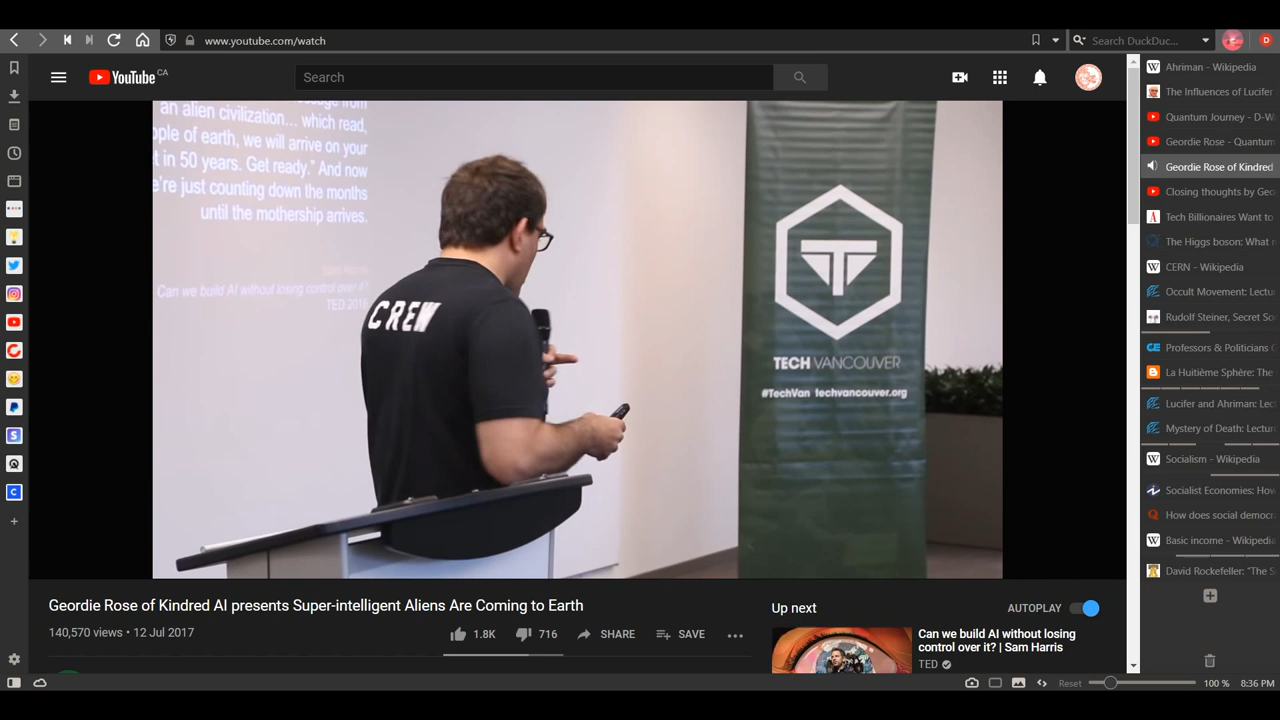 www.youtube.com/watch
Search DuckDuc...
D
YouTube CA
Search
an alien civilization... which read,
ople of earth, we will arrive on your
t in 50 years. Get ready.” And now
're just counting down the months
until the mothership arrives.
Can we build AI without losing control over it?
CREW
T
TECH VANCOUVER
#TechVan techvancouver.org
Geordie Rose of Kindred AI presents Super-intelligent Aliens Are Coming to Earth
140,570 views • 12 Jul 2017
1.8K
716
SHARE
SAVE
Up next
AUTOPLAY
Can we build AI without losing
control over it? | Sam Harris
TED
Ahriman - Wikipedia
The Influences of Lucifer
Quantum Journey - D-W
Geordie Rose - Quantum
Geordie Rose of Kindred
Closing thoughts by Geo
Tech Billionaires Want to
The Higgs boson: What
CERN - Wikipedia
Occult Movement: Lectu
Rudolf Steiner, Secret So
Professors & Politicians
La Huitième Sphère: The
Lucifer and Ahriman: Lec
Mystery of Death: Lectur
Socialism - Wikipedia
Socialist Economies: How
How does social democr
Basic income - Wikipedia
David Rockefeller: "The S
Reset
100 %
8:36 PM